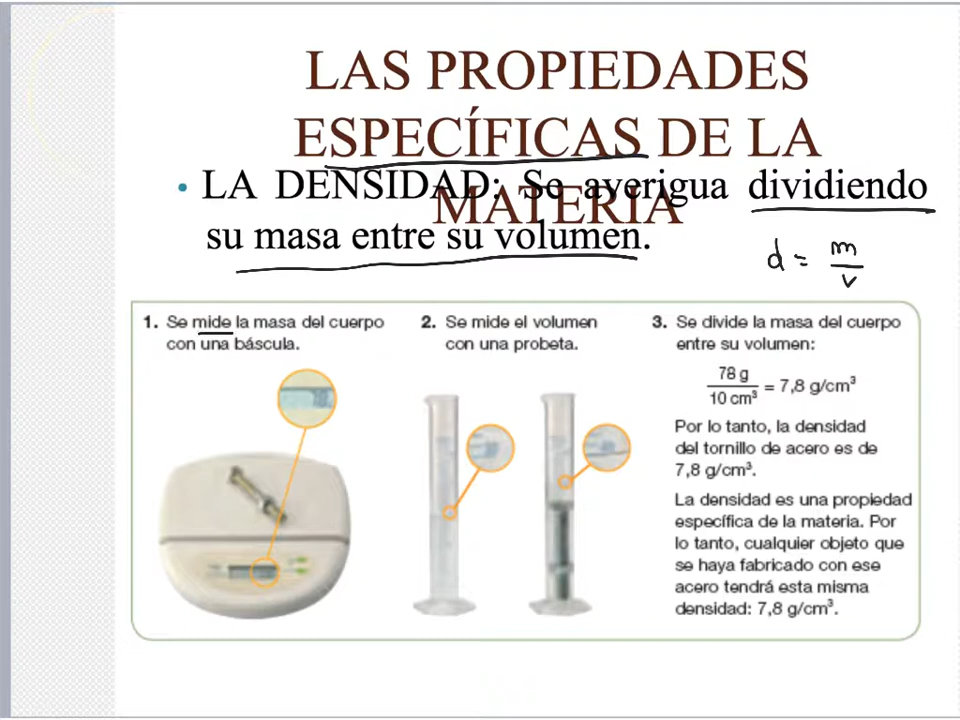 LAS PROPIEDADES
ESPECÍFICAS DE LA
MATERIA
• LA DENSIDAD: Se averigua dividiendo
su masa entre su volumen.
d = m
v
1. Se mide la masa del cuerpo
con una báscula.
2. Se mide el volumen
con una probeta.
3. Se divide la masa del cuerpo
entre su volumen:
78 g
10 cm³ = 7,8 g/cm³
Por lo tanto, la densidad
del tornillo de acero es de
7,8 g/cm³.
La densidad es una propiedad
específica de la materia. Por
lo tanto, cualquier objeto que
se haya fabricado con ese
acero tendrá esta misma
densidad: 7,8 g/cm³.